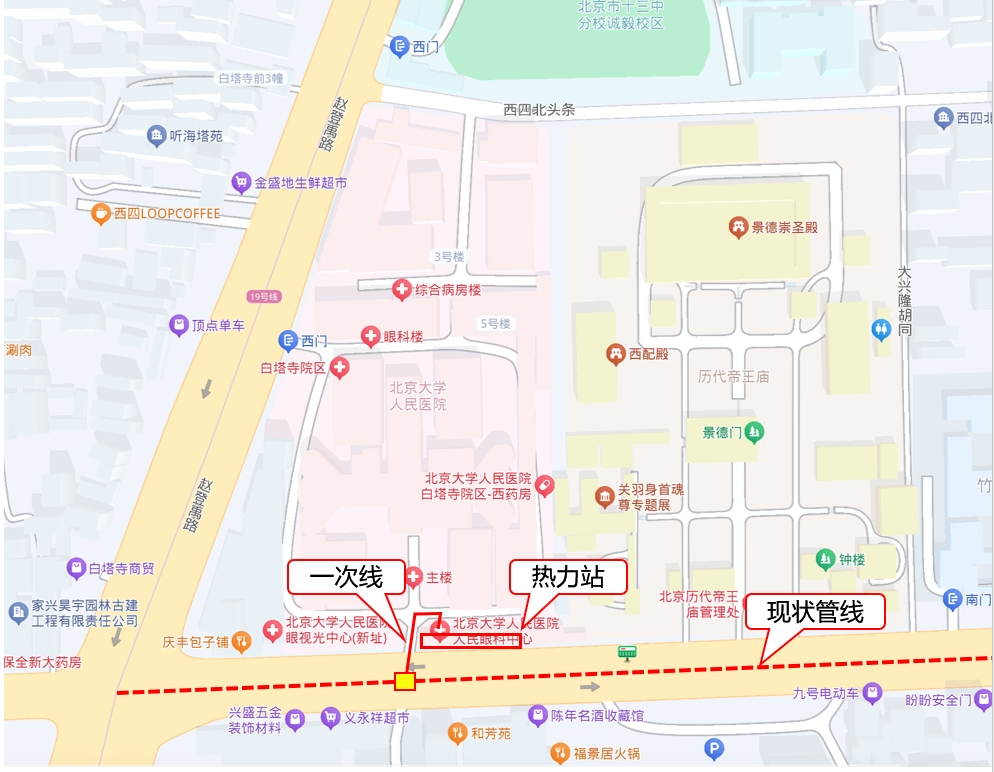 北京市十三中
分校诚毅校区
西门
白塔寺前3幢
赵登禹路
西四北头条
西四北
听海塔苑
金盛地生鲜超市
西四LOOPCOFFEE
景德崇圣殿
3号楼
综合病房楼
大兴隆胡同
19号线
顶点单车
5号楼
西门
眼科楼
涮肉
白塔寺院区
西配殿
北京大学
人民医院
历代帝王庙
景德门
北京大学人民医院
白塔寺院区-西药房
关羽身首魂
尊专题展
竹
赵登禹路
白塔寺商贸
一次线
主楼
热力站
钟楼
家兴昊宇园林古建
工程有限责任公司
北京历代帝王
庙管理处
现状管线
南门
北京大学人民医院
眼视光中心(新址)
北京大学人民医院
人民眼科中心
庆丰包子铺
保全新大药房
九号电动车
盼盼安全门
兴盛五金
装饰材料
义永祥超市
陈年名酒收藏馆
和芳苑
福景居火锅
P